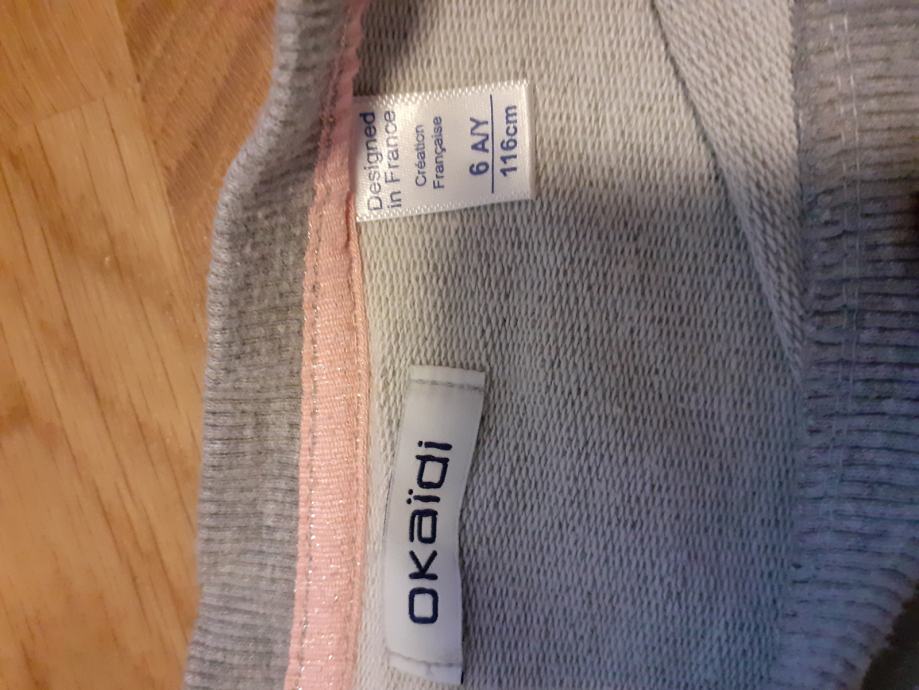 Designed
in France
Création
Française
6 A/Y
116cm
okaïdi